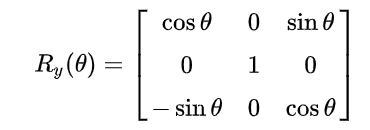 cos θ 0 sin θ
R_y(θ) = 0 1 0
− sin θ 0 cos θ